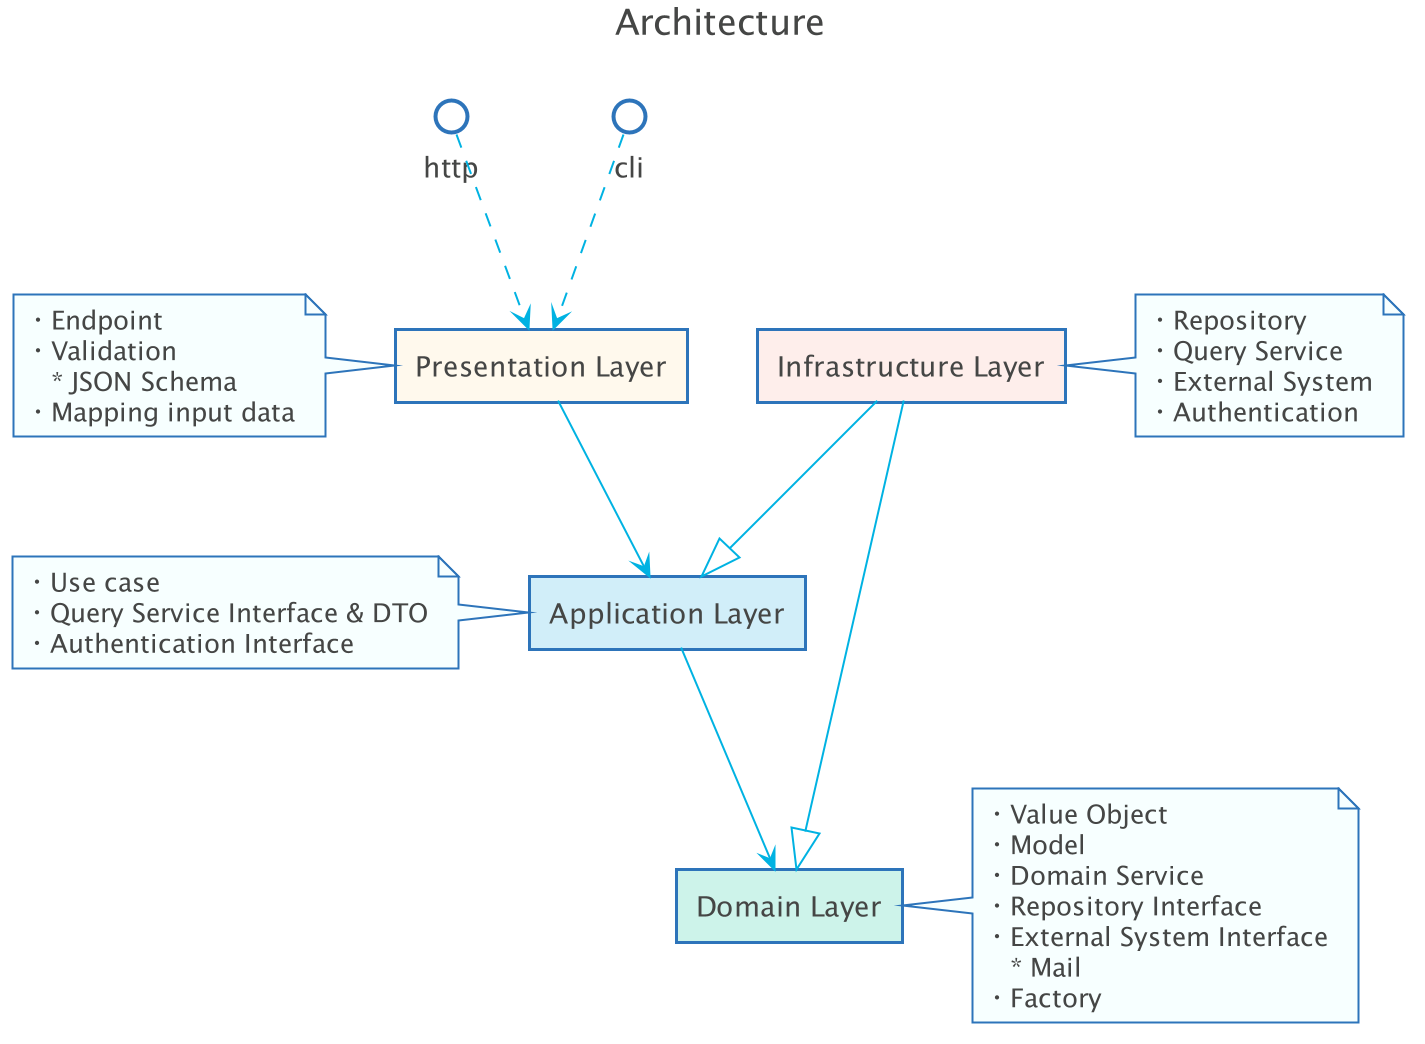 Architecture
http
cli
・Endpoint
・Validation
* JSON Schema
・Mapping input data
Presentation Layer
Infrastructure Layer
・Repository
・Query Service
・External System
・Authentication
・Use case
・Query Service Interface & DTO
・Authentication Interface
Application Layer
Domain Layer
・Value Object
・Model
・Domain Service
・Repository Interface
・External System Interface
* Mail
・Factory